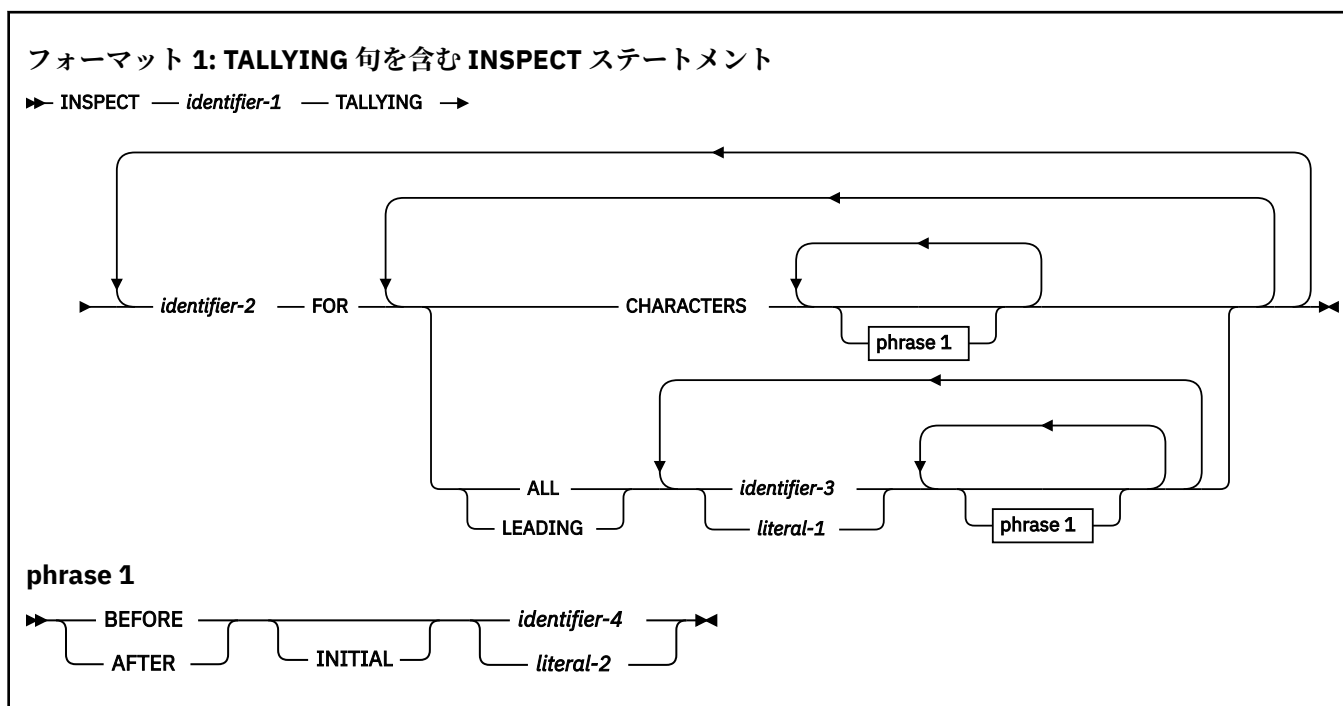 フォーマット 1: TALLYING 句を含む INSPECT ステートメント
INSPECT identifier-1 TALLYING
identifier-2 FOR CHARACTERS
phrase 1
ALL identifier-3
LEADING literal-1 phrase 1
phrase 1
BEFORE identifier-4
AFTER INITIAL literal-2